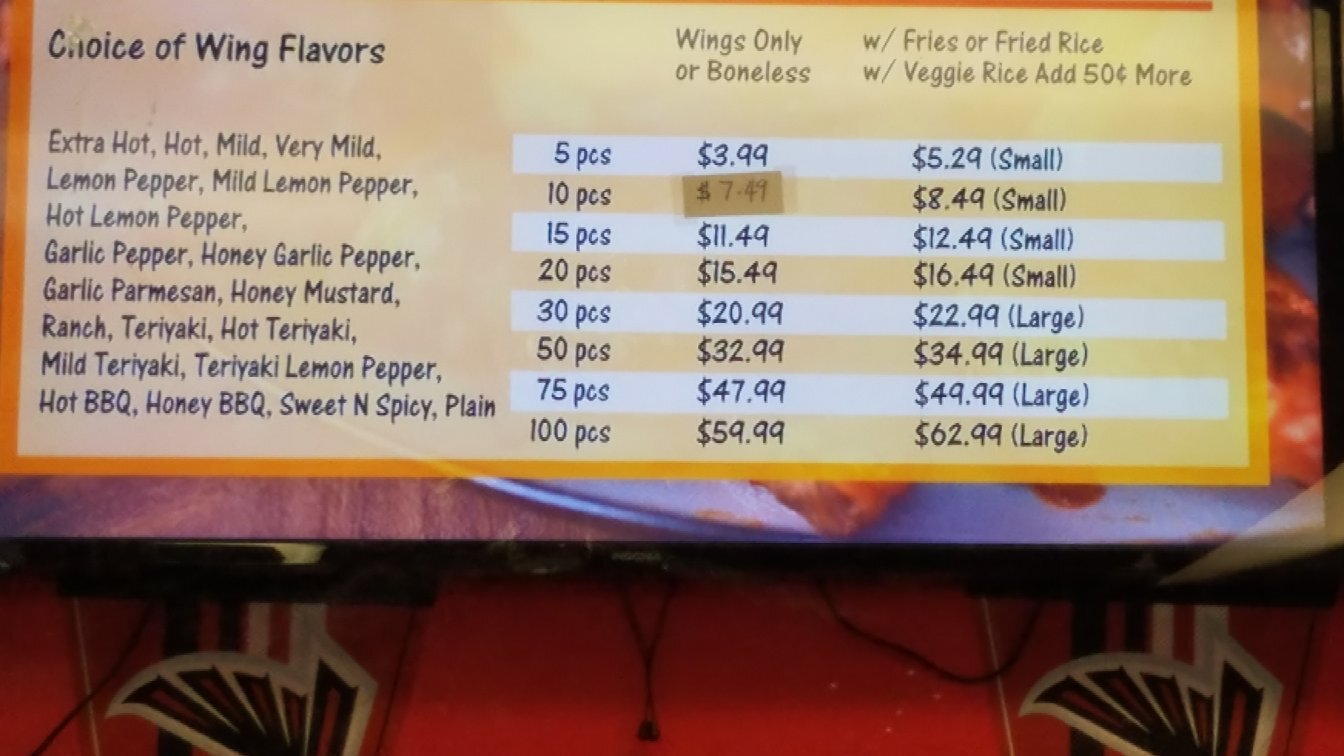 Choice of Wing Flavors
Wings Only
or Boneless
w/ Fries or Fried Rice
w/ Veggie Rice Add 50¢ More
Extra Hot, Hot, Mild, Very Mild,
Lemon Pepper, Mild Lemon Pepper,
Hot Lemon Pepper,
Garlic Pepper, Honey Garlic Pepper,
Garlic Parmesan, Honey Mustard,
Ranch, Teriyaki, Hot Teriyaki,
Mild Teriyaki, Teriyaki Lemon Pepper,
Hot BBQ, Honey BBQ, Sweet N Spicy, Plain
5 pcs $3.99 $5.29 (Small)
10 pcs $7.49 $8.49 (Small)
15 pcs $11.49 $12.49 (Small)
20 pcs $15.49 $16.49 (Small)
30 pcs $20.99 $22.99 (Large)
50 pcs $32.99 $34.99 (Large)
75 pcs $47.99 $49.99 (Large)
100 pcs $59.99 $62.99 (Large)